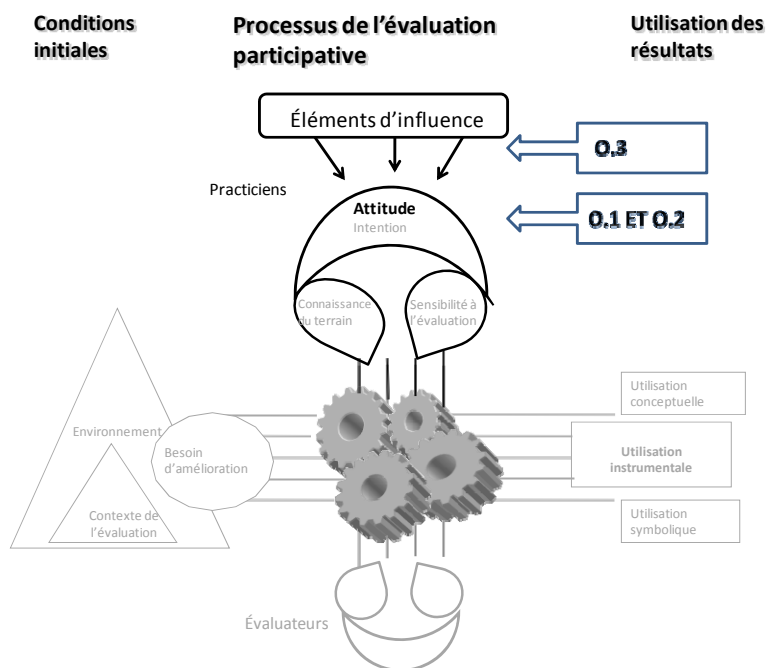 Conditions
initiales
Processus de l’évaluation
participative
Utilisation des
résultats
Éléments d’influence
O.3
Practiciens
Attitude
Intention
O.1 ET O.2
Connaissance
du terrain
Sensibilité à
l’évaluation
Environnement
Besoin
d’amélioration
Contexte de
l’évaluation
Utilisation
conceptuelle
Utilisation
instrumentale
Utilisation
symbolique
Évaluateurs